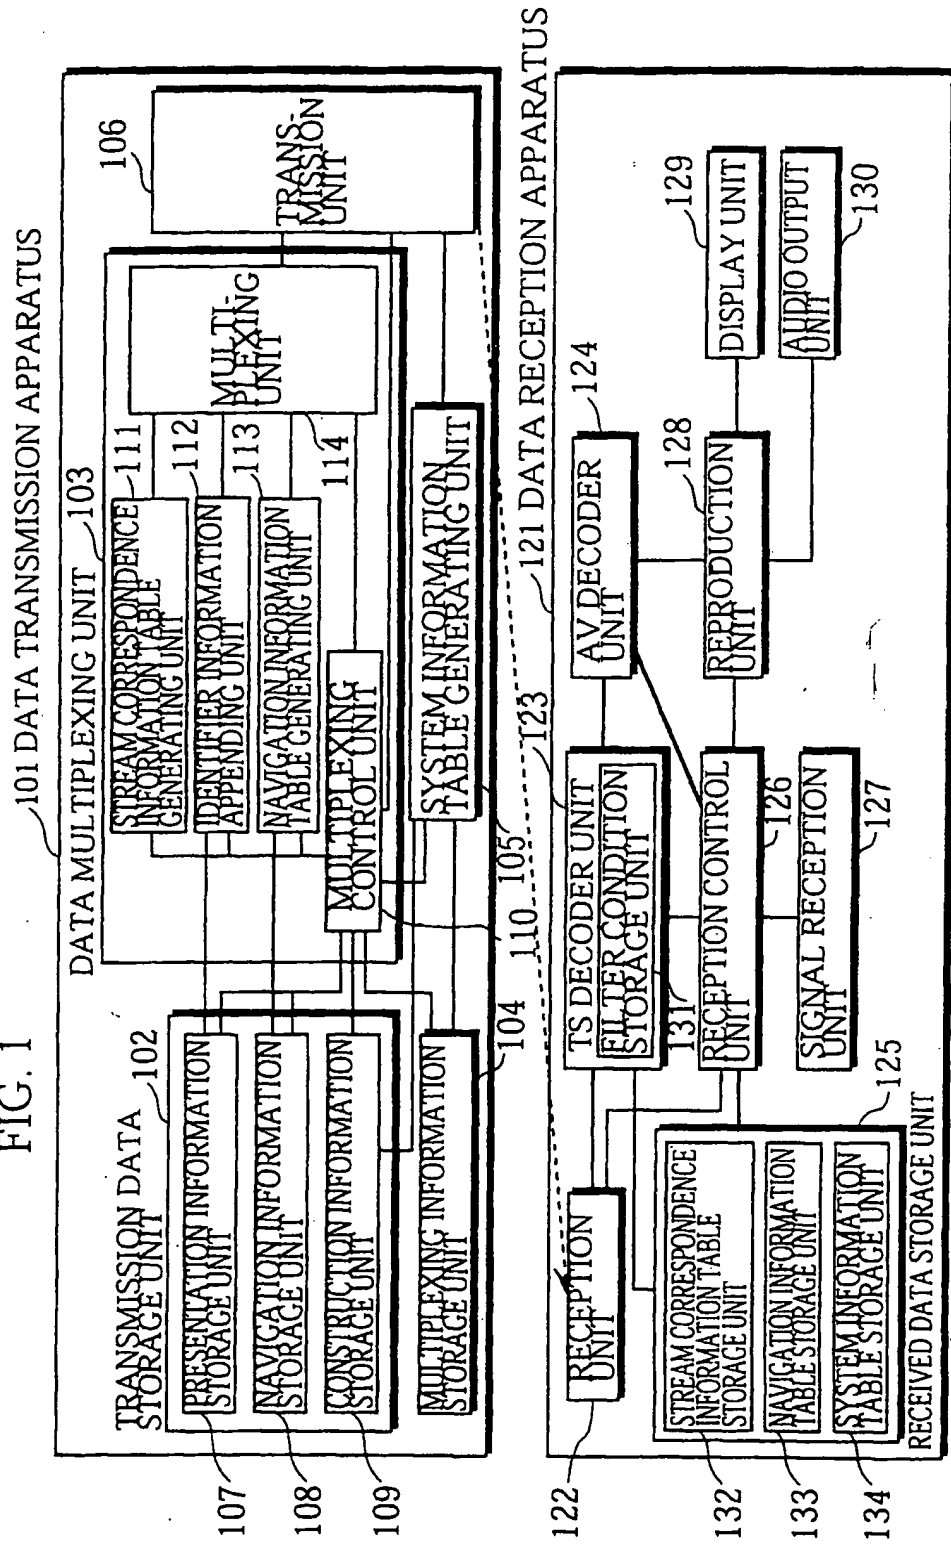 FIG. 1
101 DATA TRANSMISSION APPARATUS
TRANSMISSION DATA
STORAGE UNIT
102
107
PRESENTATION INFORMATION
STORAGE UNIT
108
NAVIGATION INFORMATION
STORAGE UNIT
109
CONSTRUCTION INFORMATION
STORAGE UNIT
MULTIPLEXING INFORMATION
STORAGE UNIT
104
DATA MULTIPLEXING UNIT
103
STREAM CORRESPONDENCE
INFORMATION TABLE
GENERATING UNIT
111
IDENTIFIER INFORMATION
APPENDING UNIT
112
NAVIGATION INFORMATION
TABLE GENERATING UNIT
113
MULTIPLEXING
CONTROL UNIT
110
MULTI-
PLEXING
UNIT
114
SYSTEM INFORMATION
TABLE GENERATING UNIT
105
TRANS-
MISSION
UNIT
106
121 DATA RECEPTION APPARATUS
RECEPTION
UNIT
122
TS DECODER UNIT
FILTER CONDITION
STORAGE UNIT
123
131
AV DECODER
UNIT
124
STREAM CORRESPONDENCE
INFORMATION TABLE
STORAGE UNIT
132
NAVIGATION INFORMATION
TABLE STORAGE UNIT
133
SYSTEM INFORMATION
TABLE STORAGE UNIT
134
RECEIVED DATA STORAGE UNIT
125
RECEPTION CONTROL
UNIT
126
SIGNAL RECEPTION
UNIT
127
REPRODUCTION
UNIT
128
DISPLAY UNIT
129
AUDIO OUTPUT
UNIT
130